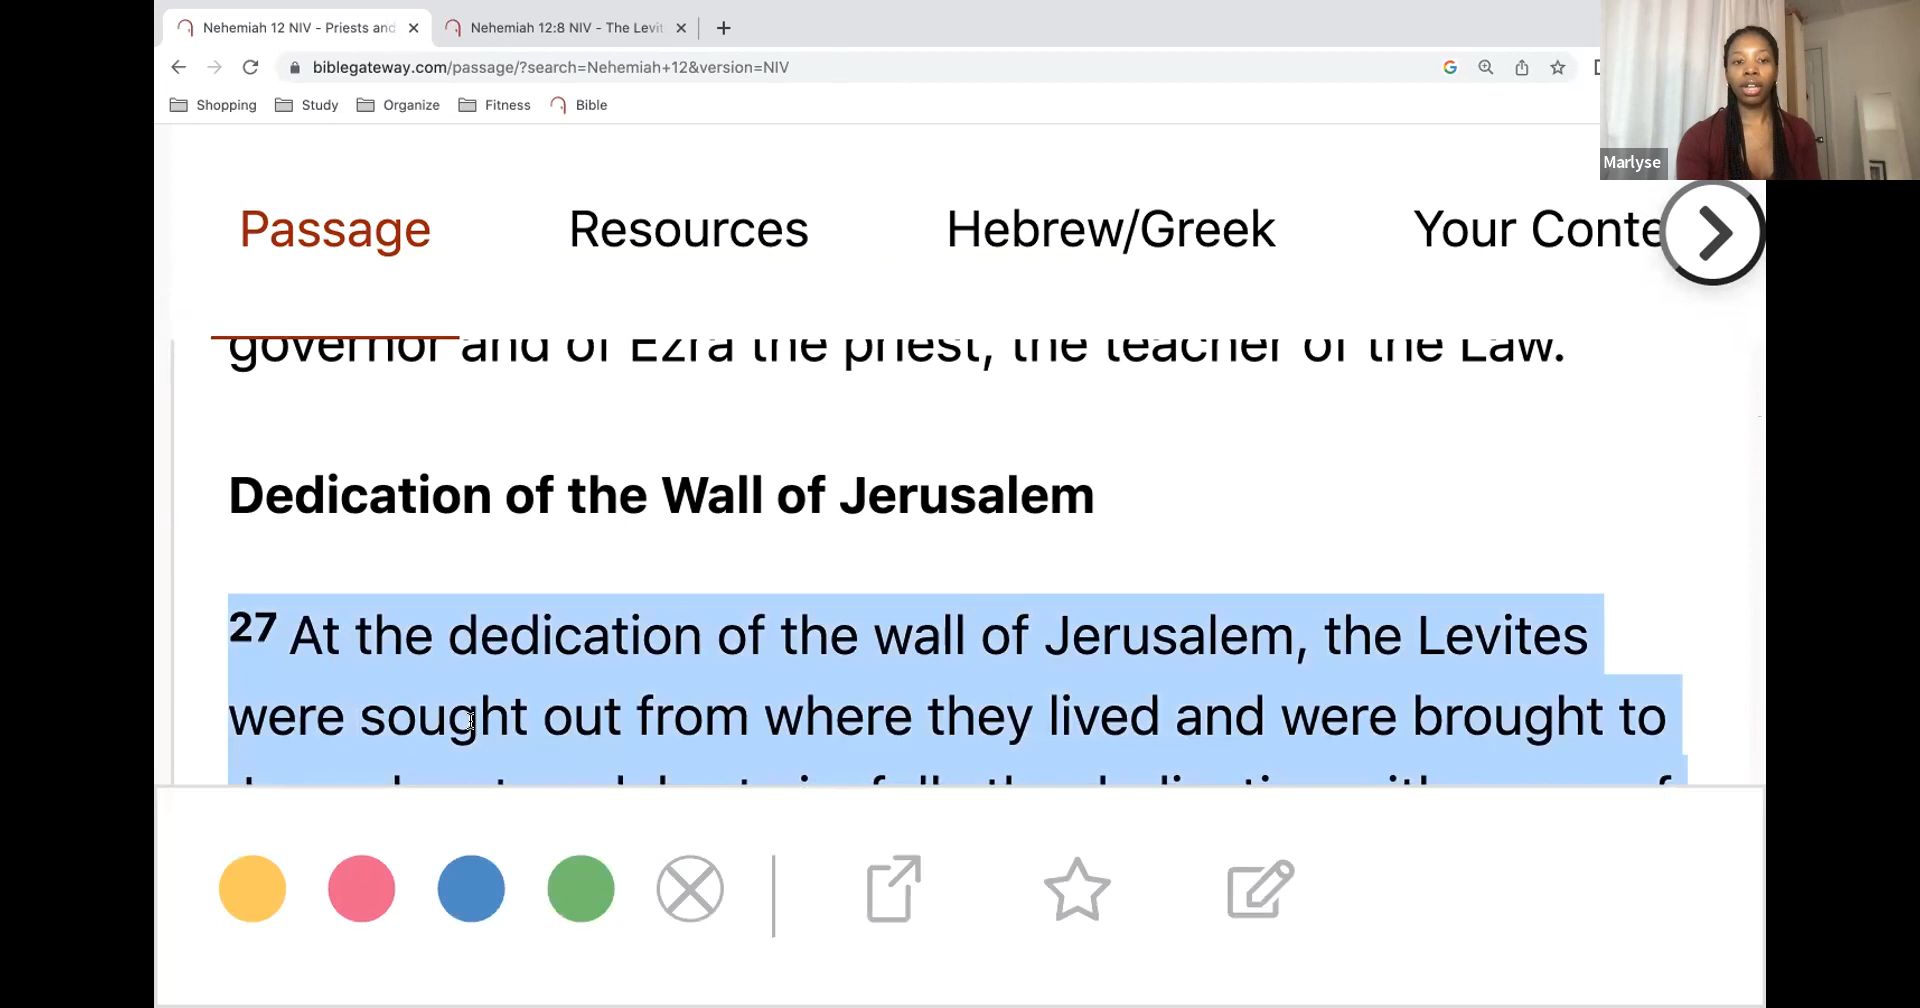 Nehemiah 12 NIV - Priests and
Nehemiah 12:8 NIV - The Levit
biblegateway.com/passage/?search=Nehemiah+12&version=NIV
Shopping Study Organize Fitness Bible
Marlyse
Passage Resources Hebrew/Greek Your Conte
governor and of Ezra the priest, the teacher of the Law.
Dedication of the Wall of Jerusalem
27 At the dedication of the wall of Jerusalem, the Levites
were sought out from where they lived and were brought to